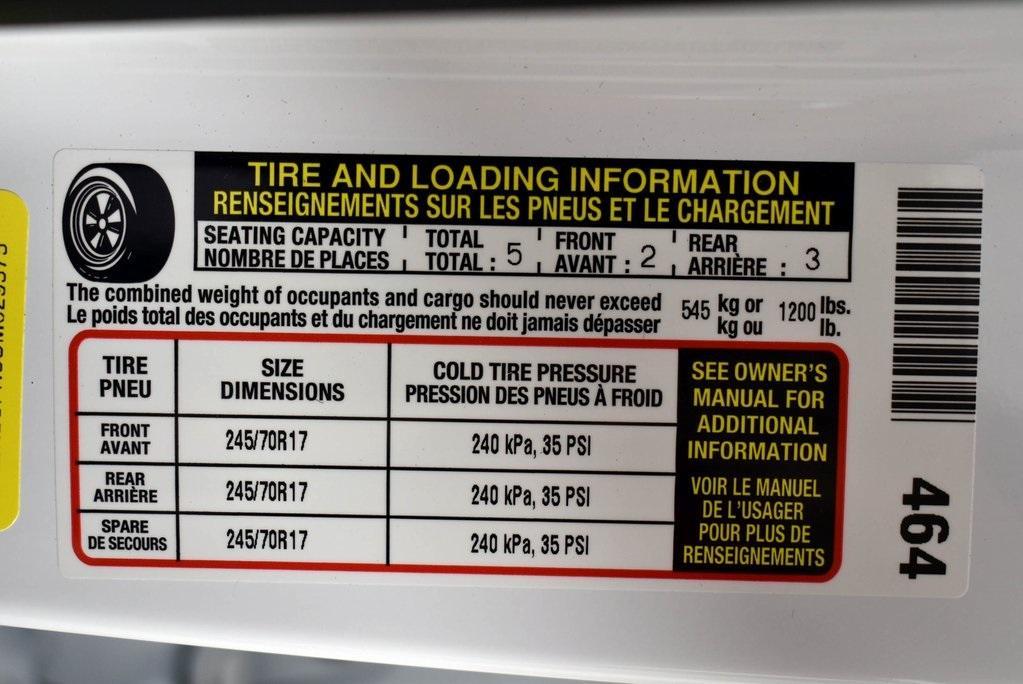 TIRE AND LOADING INFORMATION
RENSEIGNEMENTS SUR LES PNEUS ET LE CHARGEMENT
SEATING CAPACITY TOTAL FRONT REAR
NOMBRE DE PLACES TOTAL : 5 AVANT : 2 ARRIÈRE : 3
The combined weight of occupants and cargo should never exceed 545 kg or 1200 lbs.
Le poids total des occupants et du chargement ne doit jamais dépasser kg ou lb.
TIRE SIZE COLD TIRE PRESSURE
PNEU DIMENSIONS PRESSION DES PNEUS À FROID
FRONT
AVANT 245/70R17 240 kPa, 35 PSI
REAR
ARRIÈRE 245/70R17 240 kPa, 35 PSI
SPARE
DE SECOURS 245/70R17 240 kPa, 35 PSI
SEE OWNER'S
MANUAL FOR
ADDITIONAL
INFORMATION
VOIR LE MANUEL
DE L'USAGER
POUR PLUS DE
RENSEIGNEMENTS
464